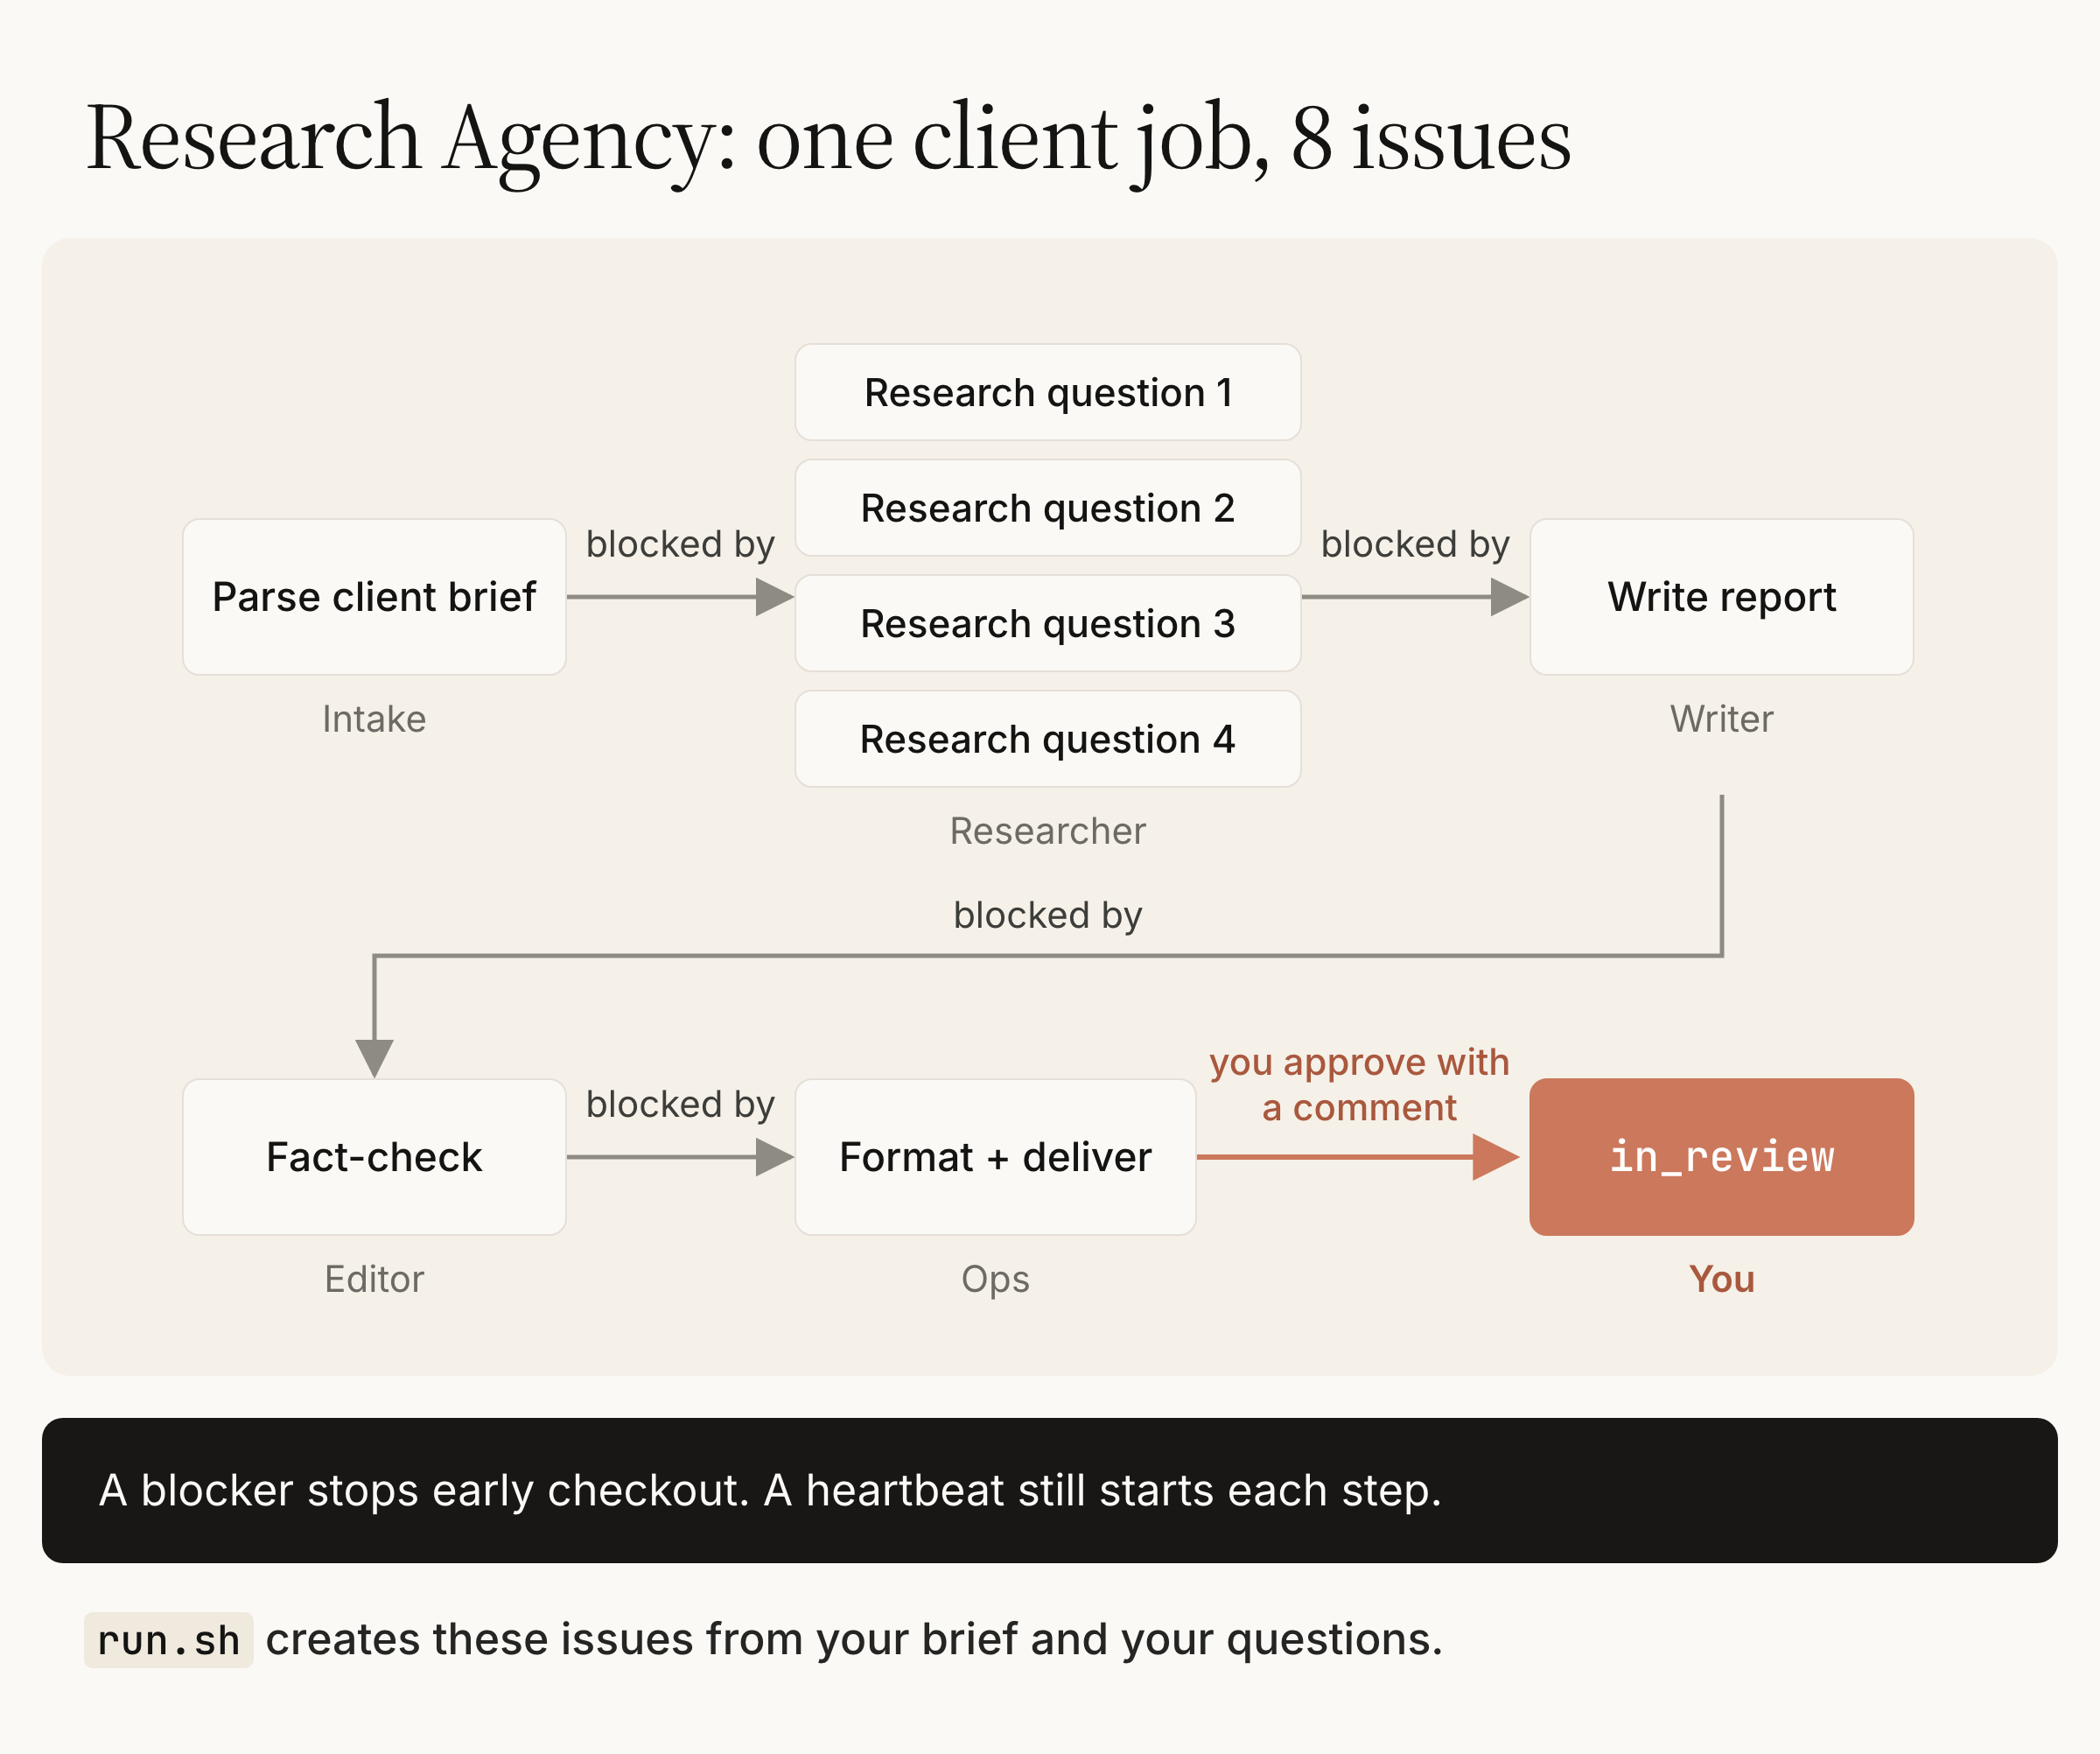 Research Agency: one client job, 8 issues
Research question 1
Research question 2
blocked by
blocked by
Parse client brief
Research question 3
Write report
Intake
Research question 4
Writer
Researcher
blocked by
you approve with
a comment
blocked by
Fact-check
Format + deliver
in_review
Editor
Ops
You
A blocker stops early checkout. A heartbeat still starts each step.
run.sh creates these issues from your brief and your questions.